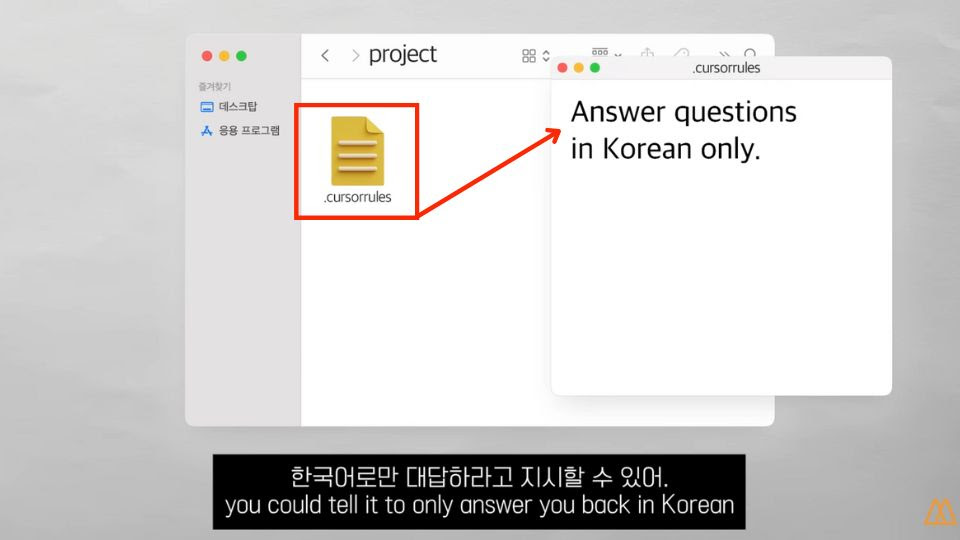 project
즐겨찾기
데스크탑
응용 프로그램
.cursorrules
.cursorrules
Answer questions
in Korean only.
한국어로만 대답하라고 지시할 수 있어.
you could tell it to only answer you back in Korean